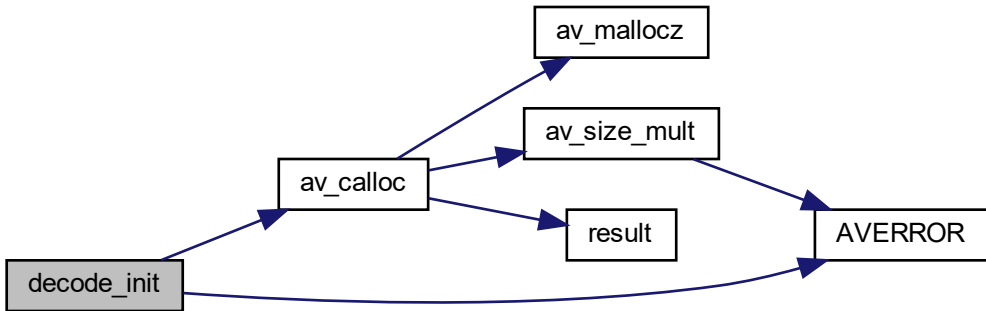 av_mallocz
av_size_mult
av_calloc
result
AVERROR
decode_init